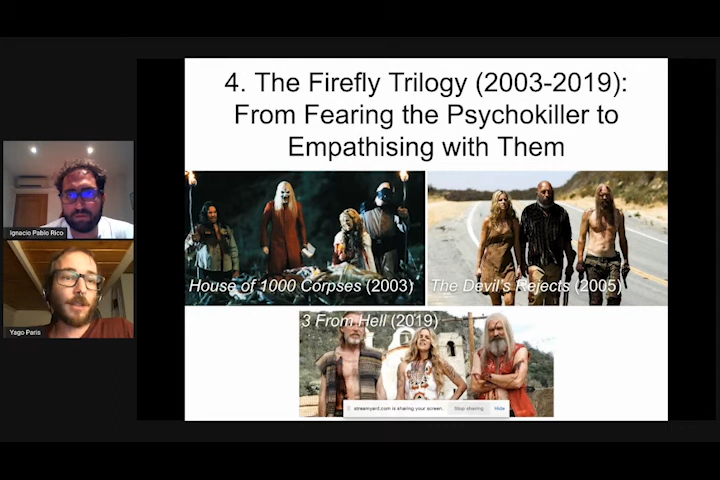 4. The Firefly Trilogy (2003-2019):
From Fearing the Psychokiller to
Empathising with Them
Ignacio Pablo Rico
House of 1000 Corpses (2003)
The Devil's Rejects (2005)
Yago Paris
3 From Hell (2019)
streamyard.com is sharing your screen.
Stop sharing
Hide